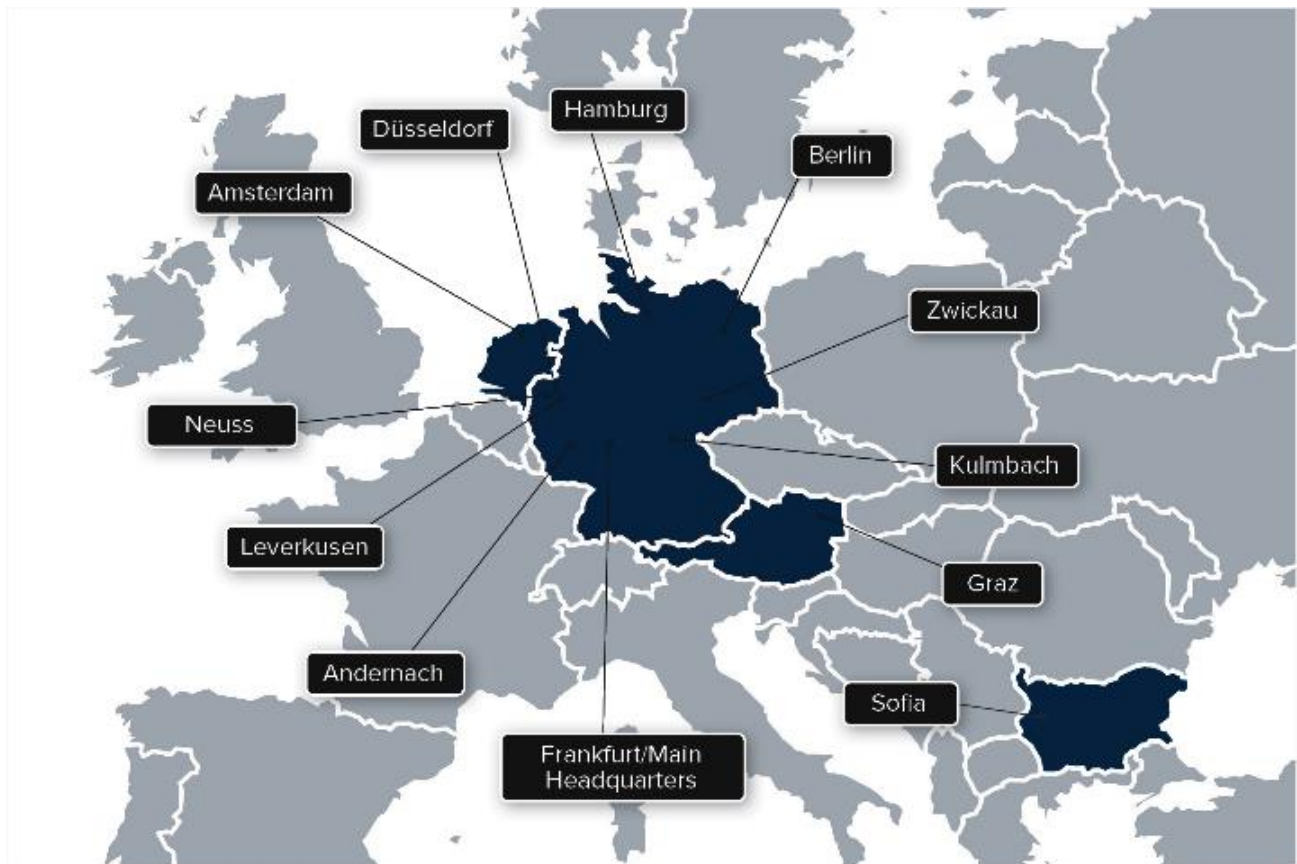 Hamburg
Düsseldorf
Berlin
Amsterdam
Zwickau
Neuss
Kulmbach
Leverkusen
Graz
Andernach
Sofia
Frankfurt/Main
Headquarters